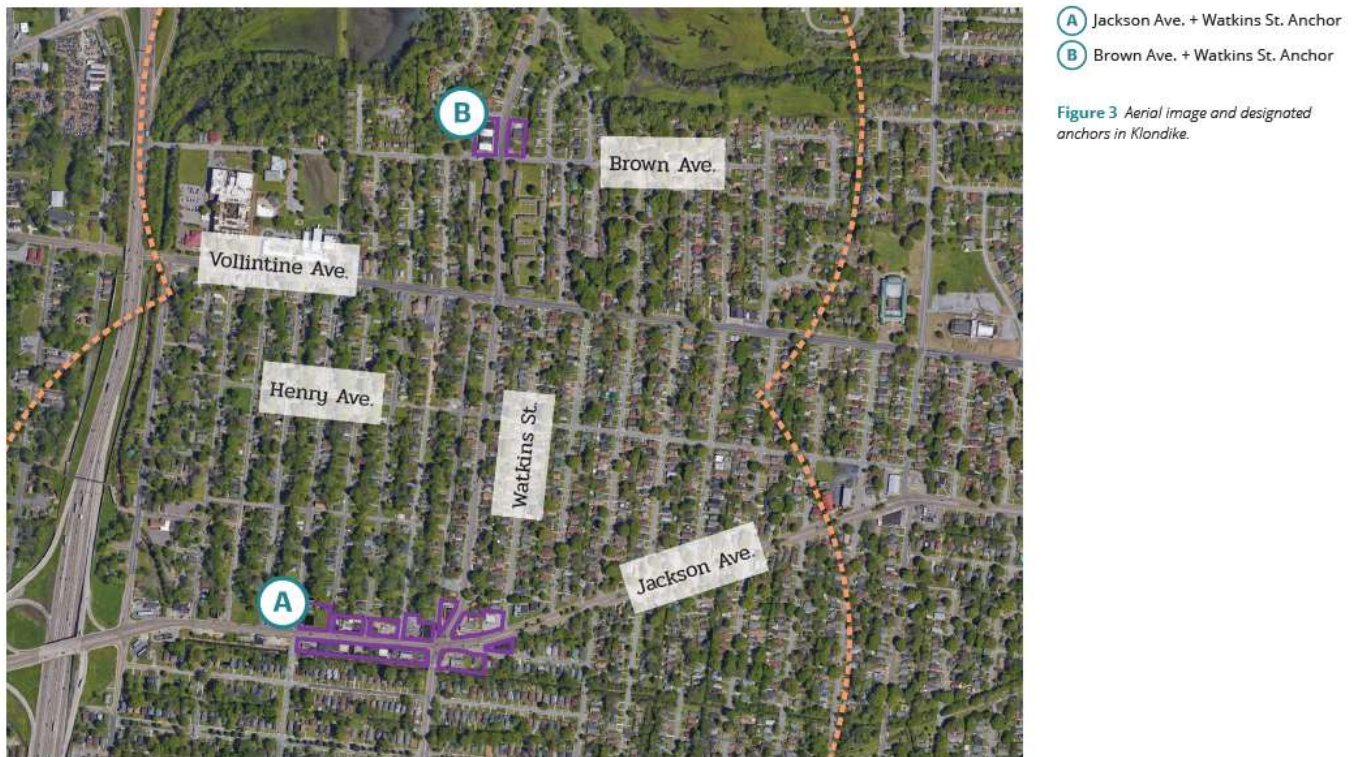 A Jackson Ave. + Watkins St. Anchor
B Brown Ave. + Watkins St. Anchor
Figure 3 Aerial image and designated
anchors in Klondike.
B
Brown Ave.
Vollintine Ave.
Henry Ave.
Watkins St.
Jackson Ave.
A